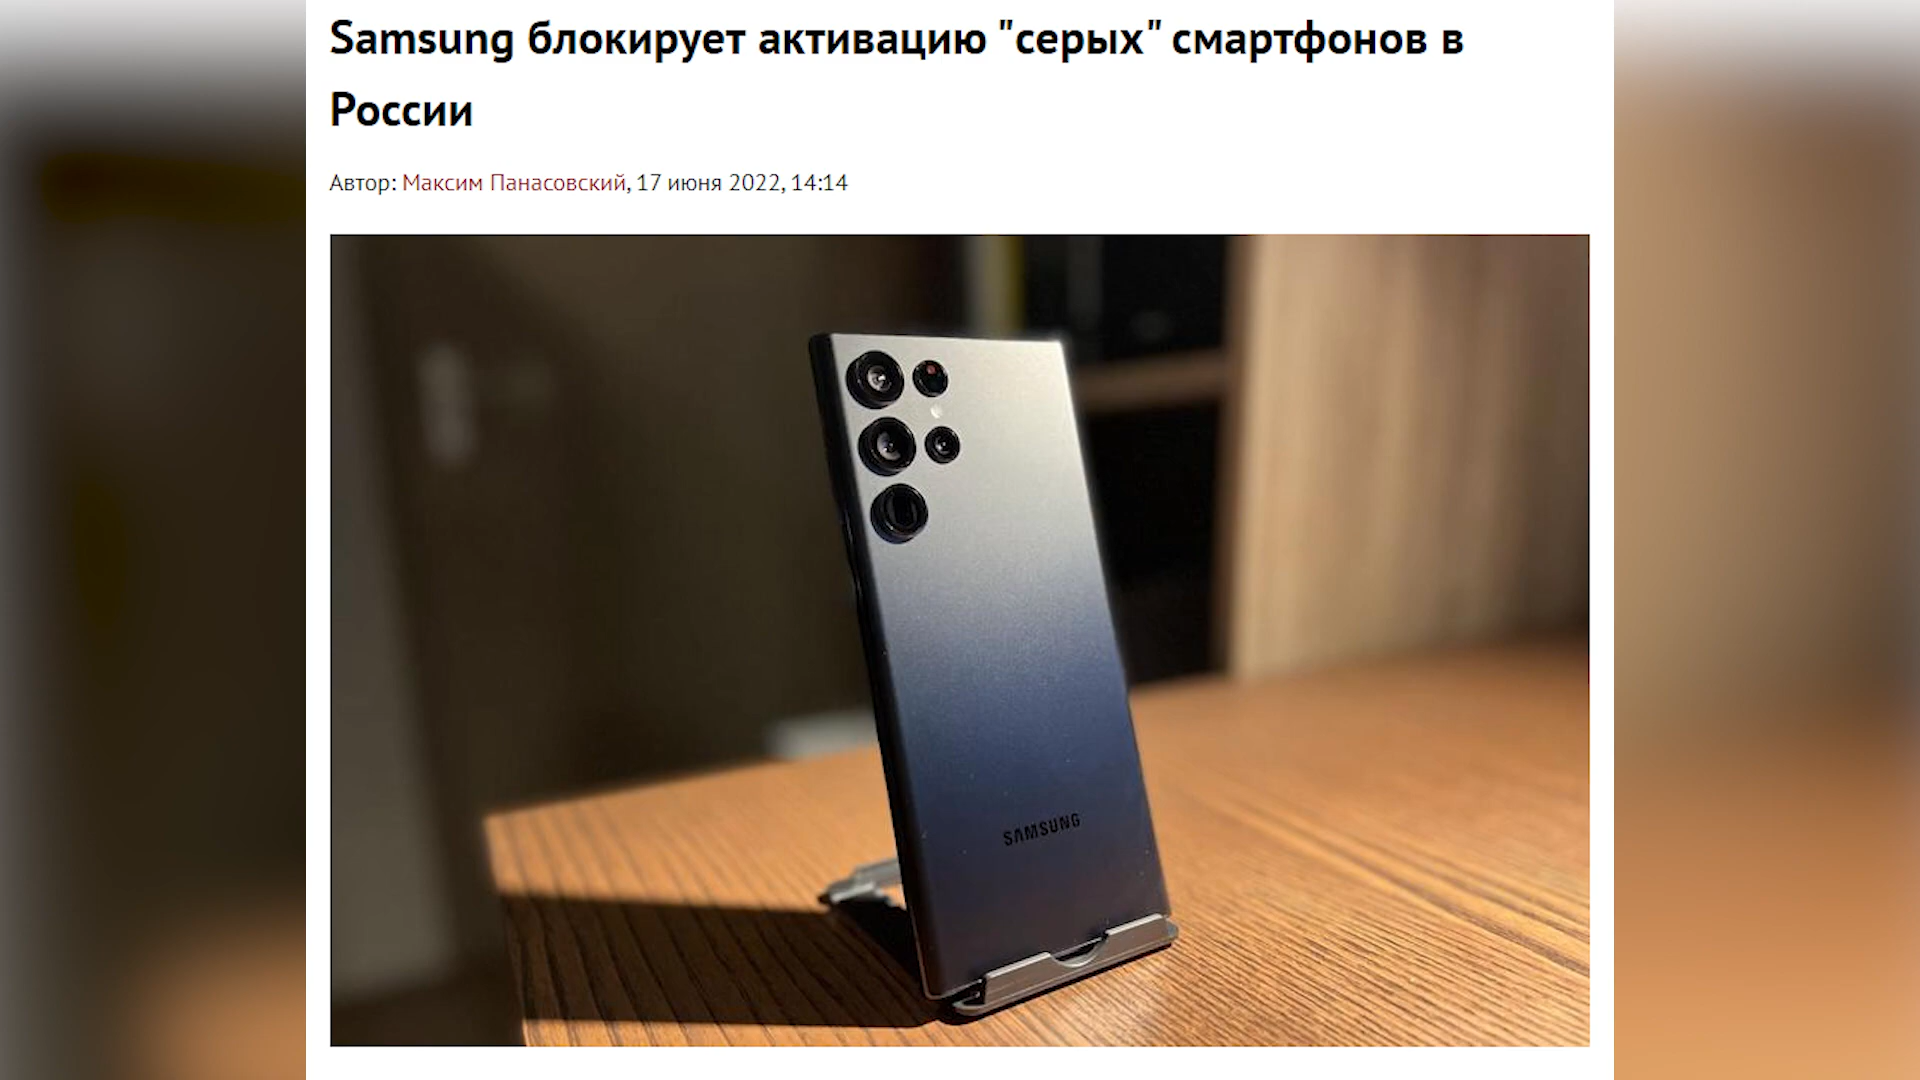 Samsung блокирует активацию "серых" смартфонов в
России
Автор: Максим Панасовский, 17 июня 2022, 14:14
SAMSUNG